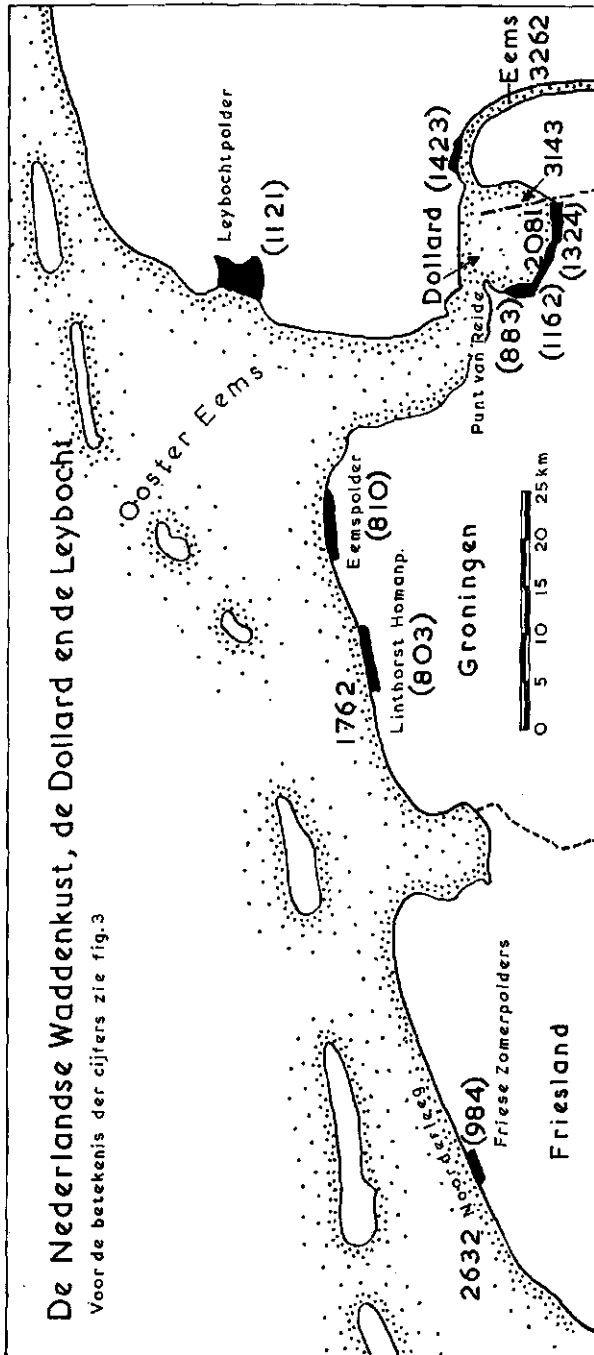 De Nederlandse Waddenkust, de Dollard en de Leybocht
Voor de betekenis der cijfers zie fig.3
Ooster Eems
Leybochtpolder
(1121)
Dollard (1423)
Eems
3262
3143
2081
(1324)
(1162)
(883)
Punt van Reide
Eemspolder
(810)
1762
Linthorst Homanp.
(803)
Groningen
0 5 10 15 20 25 km
2632 Noorderleeg
(984)
Friese Zomerpolders
Friesland